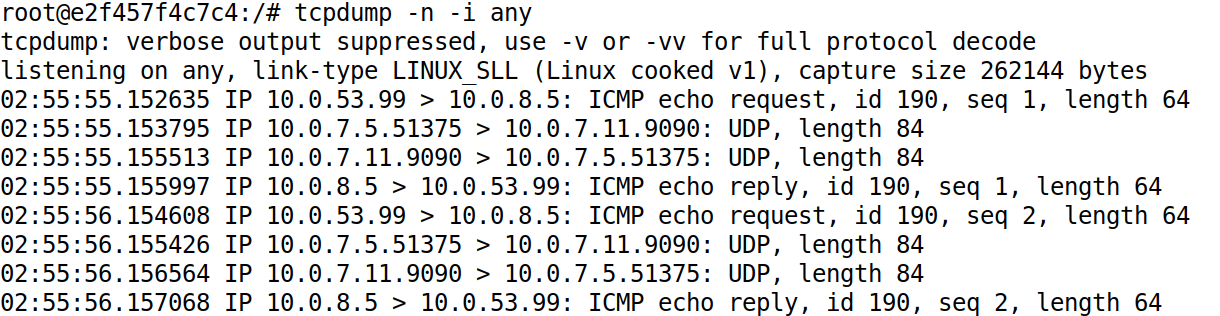 root@e2f457f4c7c4:/# tcpdump -n -i any
tcpdump: verbose output suppressed, use -v or -vv for full protocol decode
listening on any, link-type LINUX_SLL (Linux cooked v1), capture size 262144 bytes
02:55:55.152635 IP 10.0.53.99 > 10.0.8.5: ICMP echo request, id 190, seq 1, length 64
02:55:55.153795 IP 10.0.7.5.51375 > 10.0.7.11.9090: UDP, length 84
02:55:55.155513 IP 10.0.7.11.9090 > 10.0.7.5.51375: UDP, length 84
02:55:55.155997 IP 10.0.8.5 > 10.0.53.99: ICMP echo reply, id 190, seq 1, length 64
02:55:56.154608 IP 10.0.53.99 > 10.0.8.5: ICMP echo request, id 190, seq 2, length 64
02:55:56.155426 IP 10.0.7.5.51375 > 10.0.7.11.9090: UDP, length 84
02:55:56.156564 IP 10.0.7.11.9090 > 10.0.7.5.51375: UDP, length 84
02:55:56.157068 IP 10.0.8.5 > 10.0.53.99: ICMP echo reply, id 190, seq 2, length 64